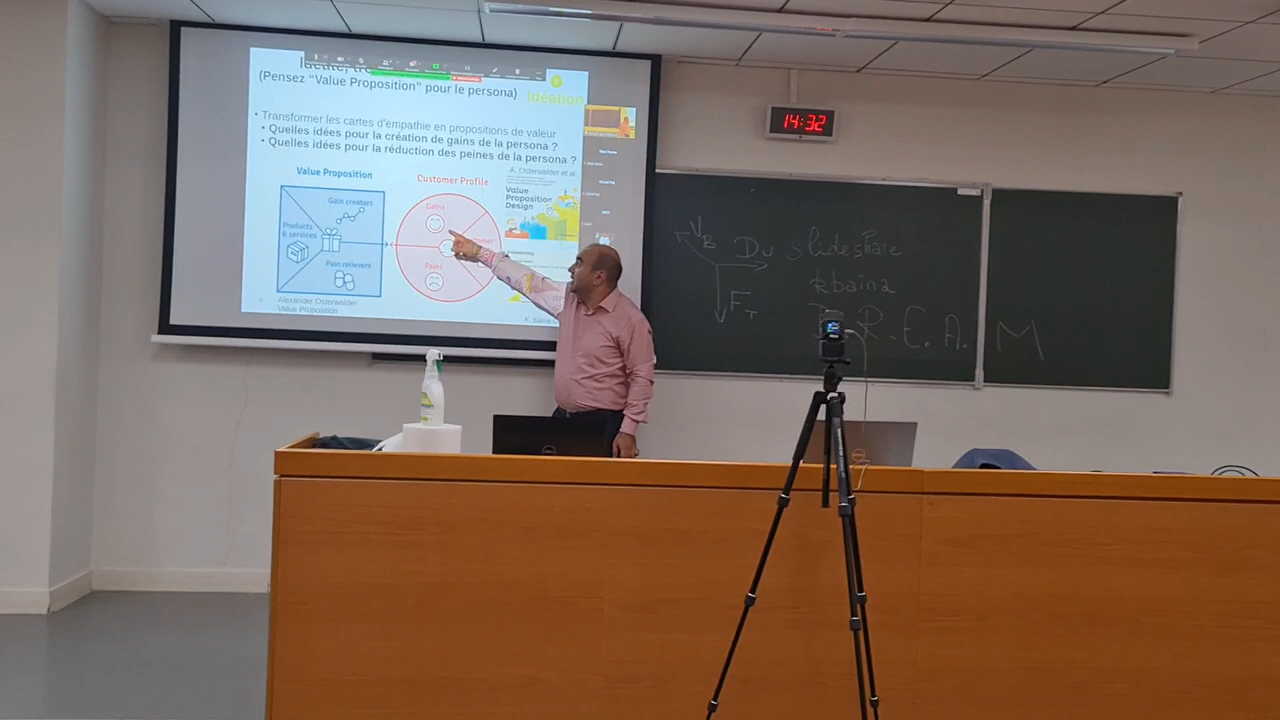 (Pensez “Value Proposition” pour le persona)
Idéation
• Transformer les cartes d'empathie en propositions de valeur
• Quelles idées pour la création de gains de la persona ?
• Quelles idées pour la réduction des peines de la persona ?
A. Osterwalder et al
Value Proposition
Customer Profile
Gain creators
Products
& services
Pain relievers
Gains
Pains
Value
Proposition
Design
Alexander Osterwalder
Value Proposition
14:32
V B
F T
Du slideshare
kbaina
R.E.A.M